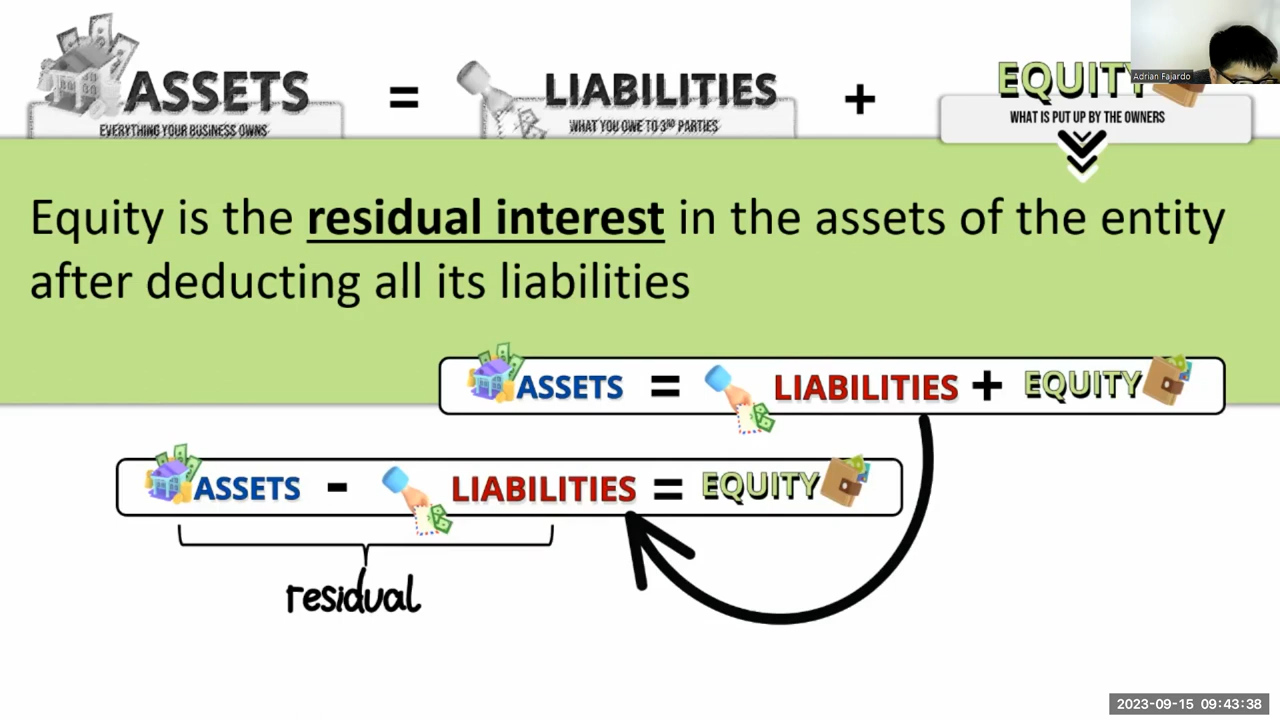 ASSETS = LIABILITIES + EQUITY
EVERYTHING YOUR BUSINESS OWNS
WHAT YOU OWE TO 3RD PARTIES
WHAT IS PUT UP BY THE OWNERS
Adrian Fajardo
Equity is the residual interest in the assets of the entity
after deducting all its liabilities
ASSETS = LIABILITIES + EQUITY
ASSETS - LIABILITIES = EQUITY
residual
2023-09-15 09:43:38